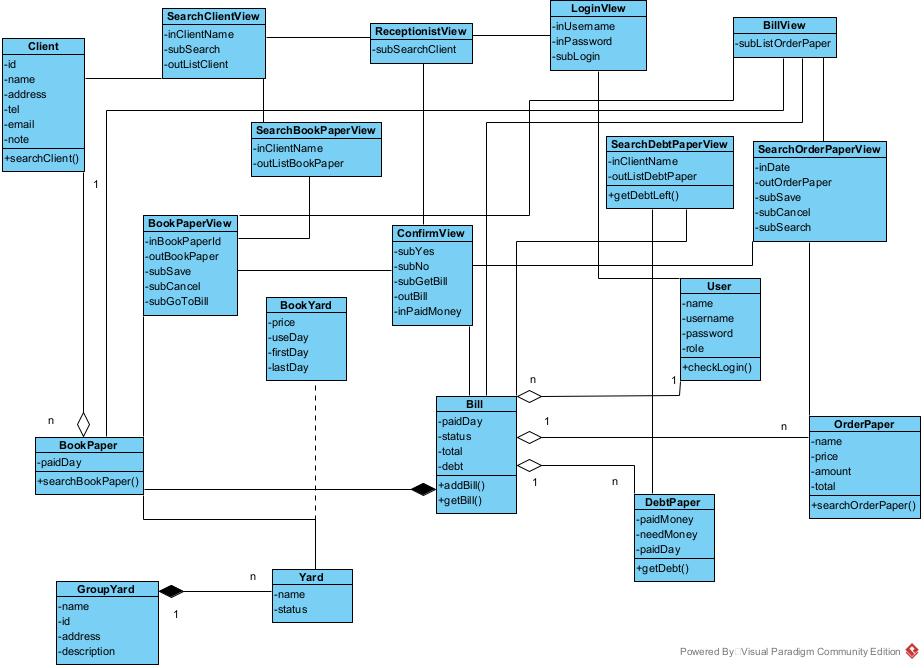 SearchClientView
-inClientName
-subSearch
-outListClient
ReceptionistView
-subSearchClient
LoginVIew
-inUsername
-inPassword
-subLogin
BillView
-subListOrderPaper
Client
-id
-name
-address
-tel
-email
-note
+searchClient()
1
SearchBookPaperView
-inClientName
-outListBookPaper
SearchDebtPaperView
-inClientName
-outListDebtPaper
+getDebtLeft()
SearchOrderPaperView
-inDate
-outOrderPaper
-subSave
-subCancel
-subSearch
BookPaperView
-inBookPaperId
-outBookPaper
-subSave
-subCancel
-subGoToBill
ConfirmView
-subYes
-subNo
-subGetBill
-outBill
-inPaidMoney
BookYard
-price
-useDay
-firstDay
-lastDay
User
-name
-username
-password
-role
+checkLogin()
n
1
n
BookPaper
-paidDay
+searchBookPaper()
Bill
-paidDay
-status
-total
-debt
+addBill()
+getBill()
1
n
1
n
OrderPaper
-name
-price
-amount
-total
+searchOrderPaper()
DebtPaper
-paidMoney
-needMoney
-paidDay
+getDebt()
GroupYard
-name
-id
-address
-description
n
1
Yard
-name
-status
Powered By Visual Paradigm Community Edition